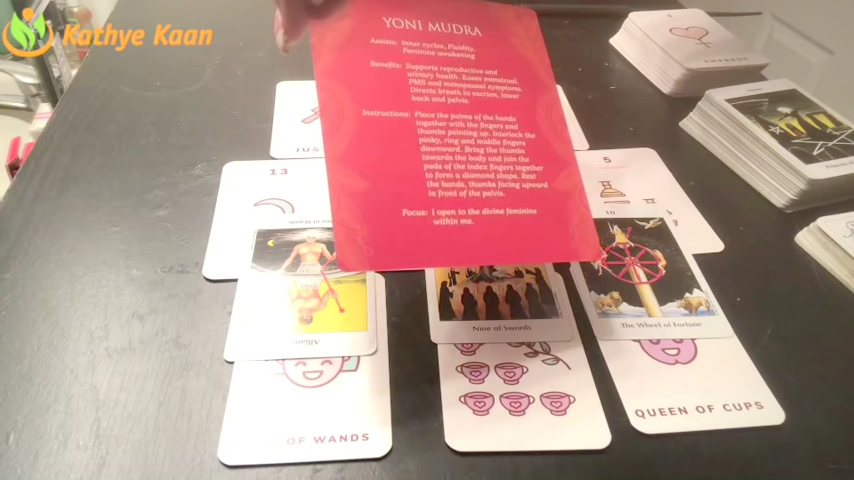 Kathye Kaan
YONI MUDRA
Assists: Inner cycles, Fluidity,
Feminine awakening
Benefits: Supports reproductive and
urinary health. Eases menstrual,
PMS and menopausal symptoms.
Directs breath to sacrum, lower
back and pelvis.
Instructions: Place the palms of the hands
together with the fingers and
thumbs pointing up. Interlock the
pinky, ring and middle fingers
downward. Bring the thumbs
towards the body and join the
pads of the index fingers together
to form a diamond shape. Rest
the hands, thumbs facing upward
in front of the pelvis.
Focus: I open to the divine feminine
within me.
EMPRESS
JUS
13
5
of Wands
10
Nine of Swords
The Wheel of Fortune
OF WANDS
QUEEN OF CUPS